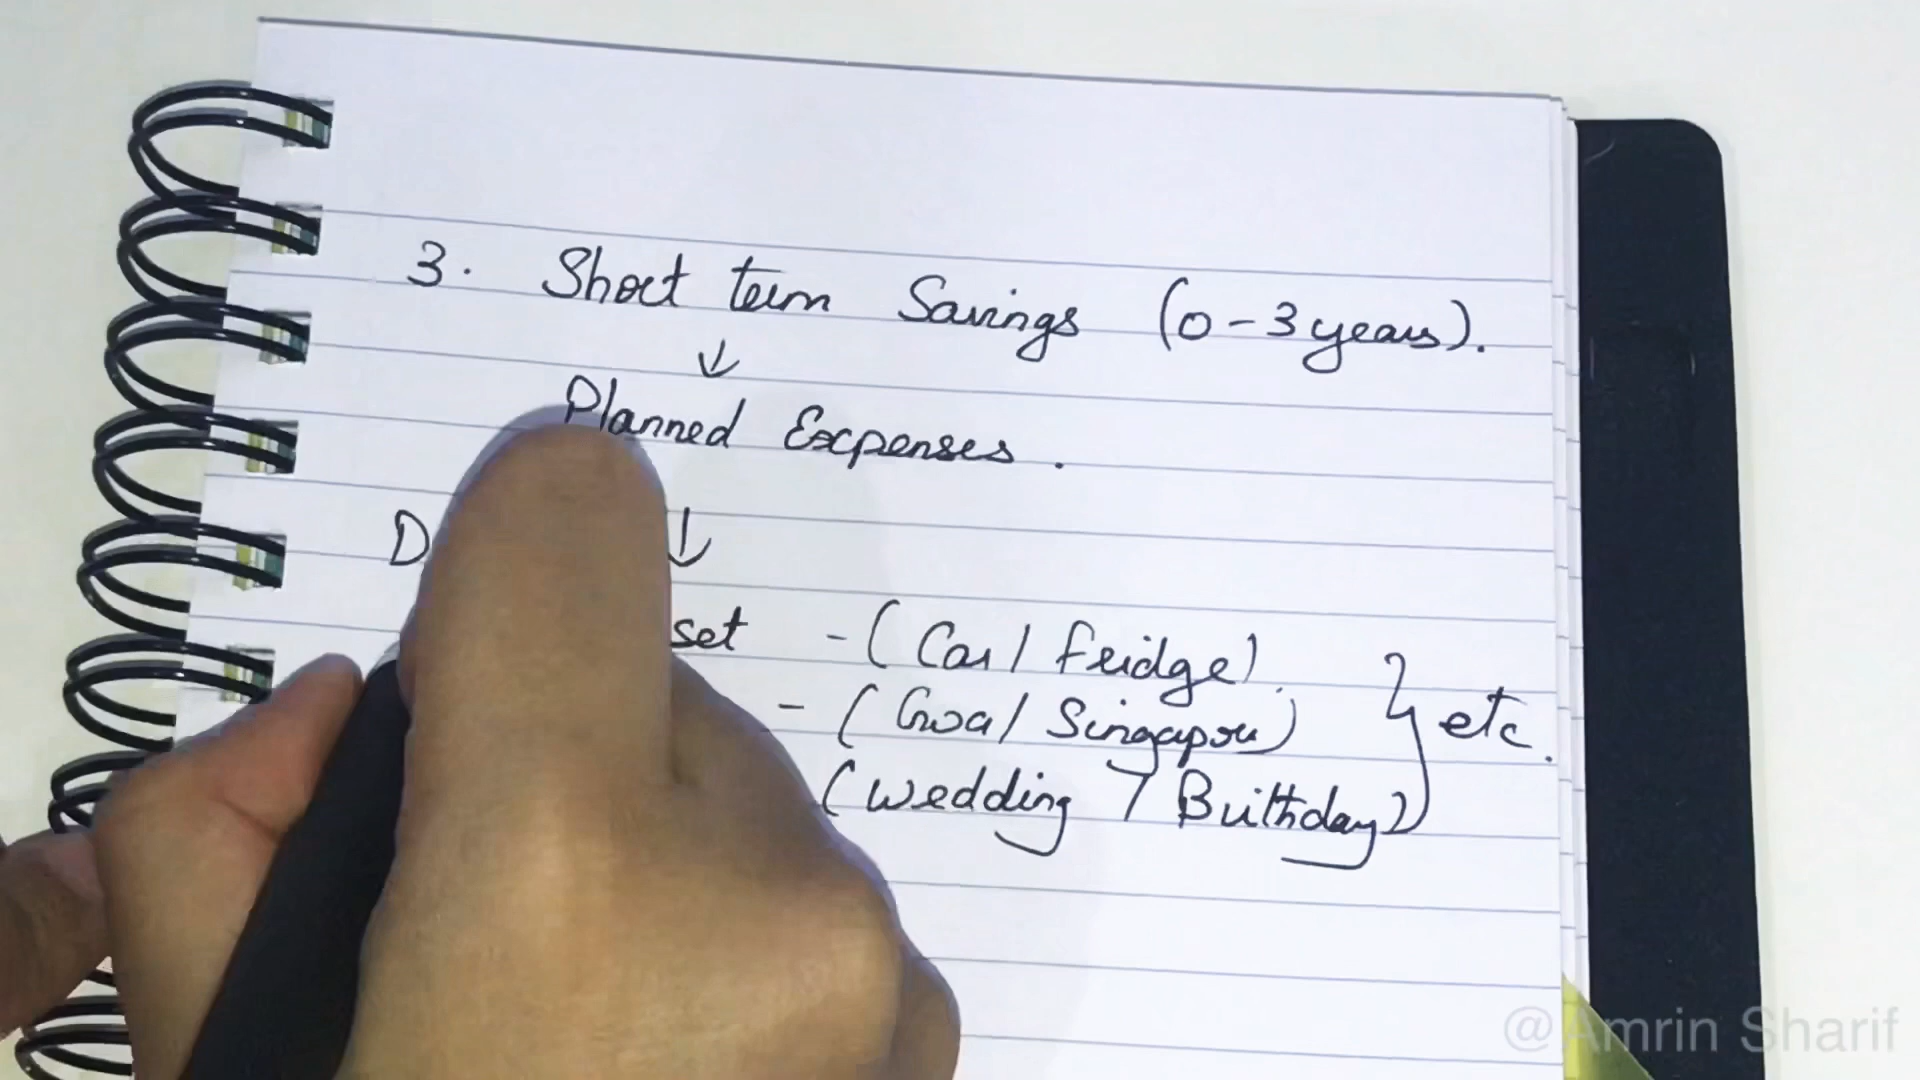 3. Short term Savings (0-3 years).
↓
Planned Expenses.
D ↓
set - (Car / fridge).
- (Goa / Singapore)
(wedding / Birthday) } etc.
@Amrin Sharif